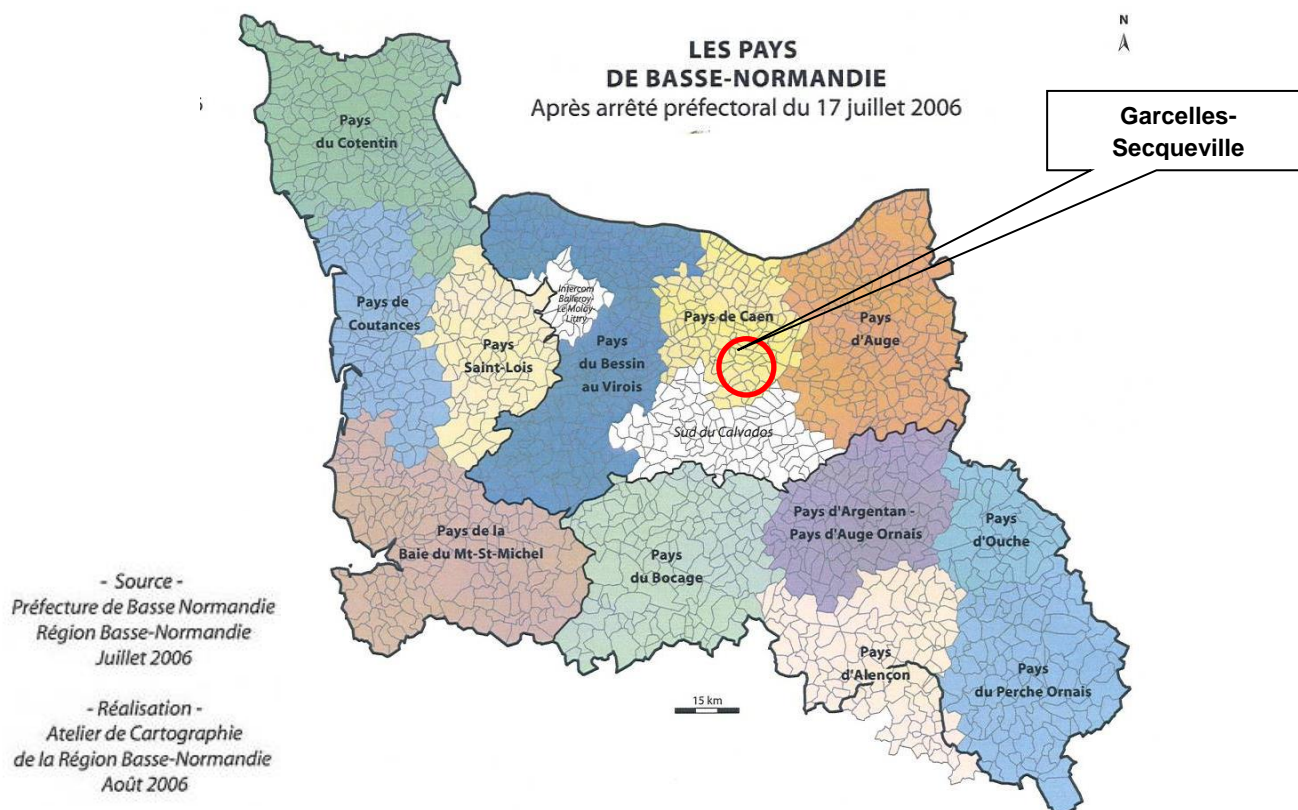 LES PAYS
DE BASSE-NORMANDIE
Après arrêté préfectoral du 17 juillet 2006
N
Garcelles-
Secqueville
Pays
du Cotentin
Pays de
Coutances
Pays
Saint-Lois
Intercom
Balleroy-
Le Molay-
Littry
Pays
du Bessin
au Virois
Pays de Caen
Pays
d'Auge
Sud du Calvados
Pays de la
Baie du Mt-St-Michel
Pays
du Bocage
Pays d'Argentan -
Pays d'Auge Ornais
Pays
d'Ouche
Pays
d'Alençon
Pays
du Perche Ornais
15 km
- Source -
Préfecture de Basse Normandie
Région Basse-Normandie
Juillet 2006
- Réalisation -
Atelier de Cartographie
de la Région Basse-Normandie
Août 2006